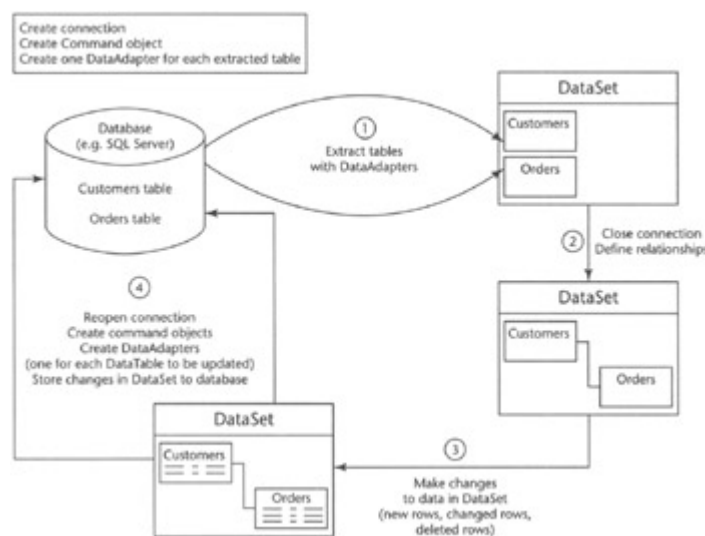 Create connection
Create Command object
Create one DataAdapter for each extracted table
Database
(e.g. SQL Server)
Customers table
Orders table
1
Extract tables
with DataAdapters
DataSet
Customers
Orders
2
Close connection
Define relationships
DataSet
Customers
Orders
3
Make changes
to data in DataSet
(new rows, changed rows,
deleted rows)
DataSet
Customers
Orders
4
Reopen connection
Create command objects
Create DataAdapters
(one for each DataTable to be updated)
Store changes in DataSet to database